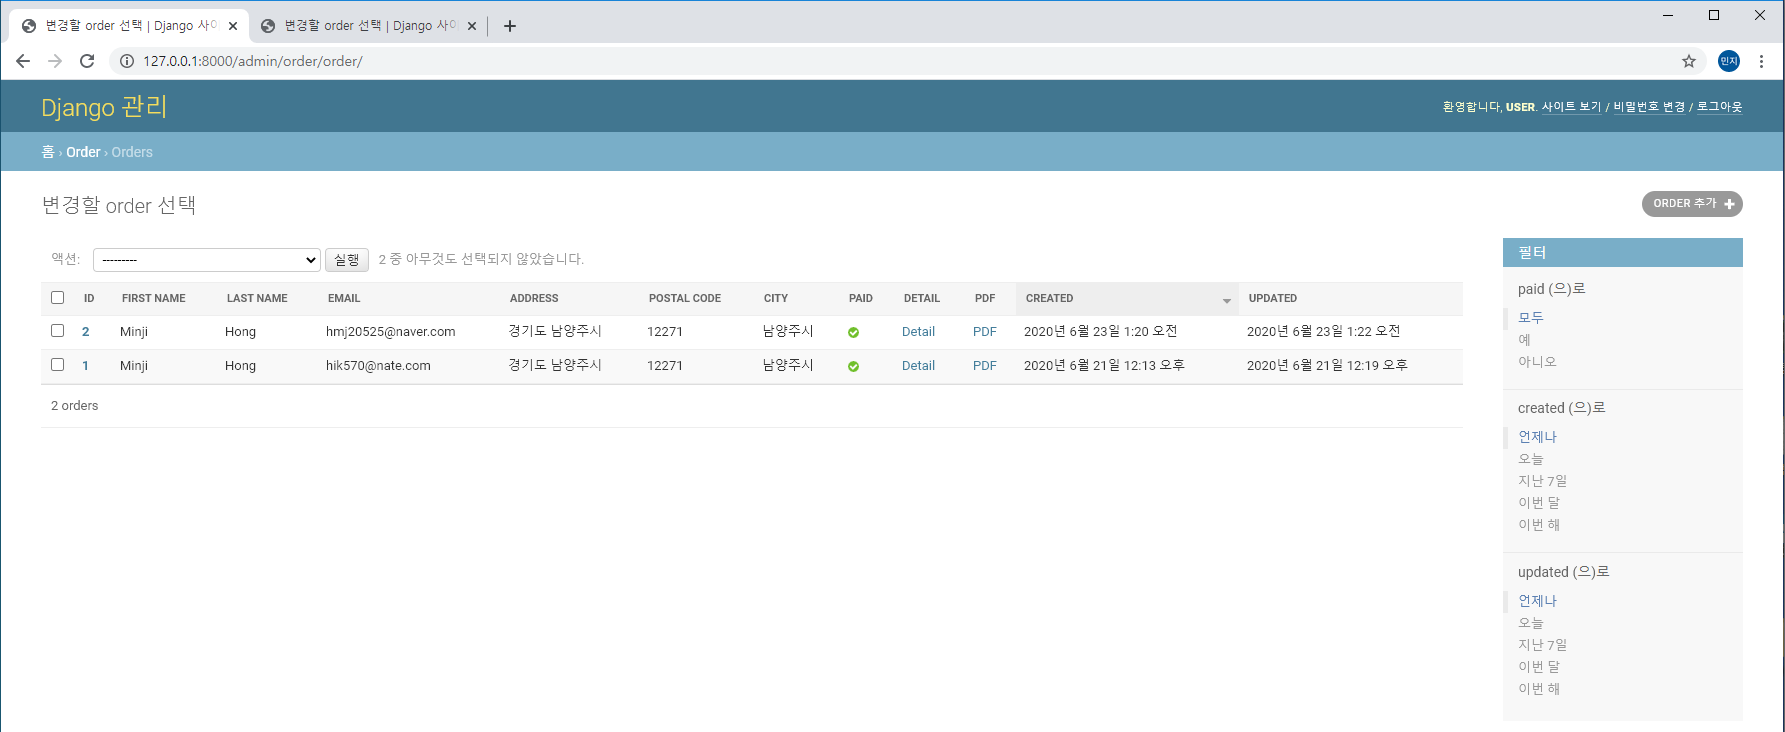 변경할 order 선택 | Django 사이
변경할 order 선택 | Django 사이
127.0.0.1:8000/admin/order/order/
민지
Django 관리
환영합니다, USER. 사이트 보기 / 비밀번호 변경 / 로그아웃
홈 › Order › Orders
변경할 order 선택
ORDER 추가
액션: --------- 실행 2 중 아무것도 선택되지 않았습니다.
ID FIRST NAME LAST NAME EMAIL ADDRESS POSTAL CODE CITY PAID DETAIL PDF CREATED UPDATED
2 Minji Hong hmj20525@naver.com 경기도 남양주시 12271 남양주시 Detail PDF 2020년 6월 23일 1:20 오전 2020년 6월 23일 1:22 오전
1 Minji Hong hik570@nate.com 경기도 남양주시 12271 남양주시 Detail PDF 2020년 6월 21일 12:13 오후 2020년 6월 21일 12:19 오후
2 orders
필터
paid (으)로
모두
예
아니오
created (으)로
언제나
오늘
지난 7일
이번 달
이번 해
updated (으)로
언제나
오늘
지난 7일
이번 달
이번 해